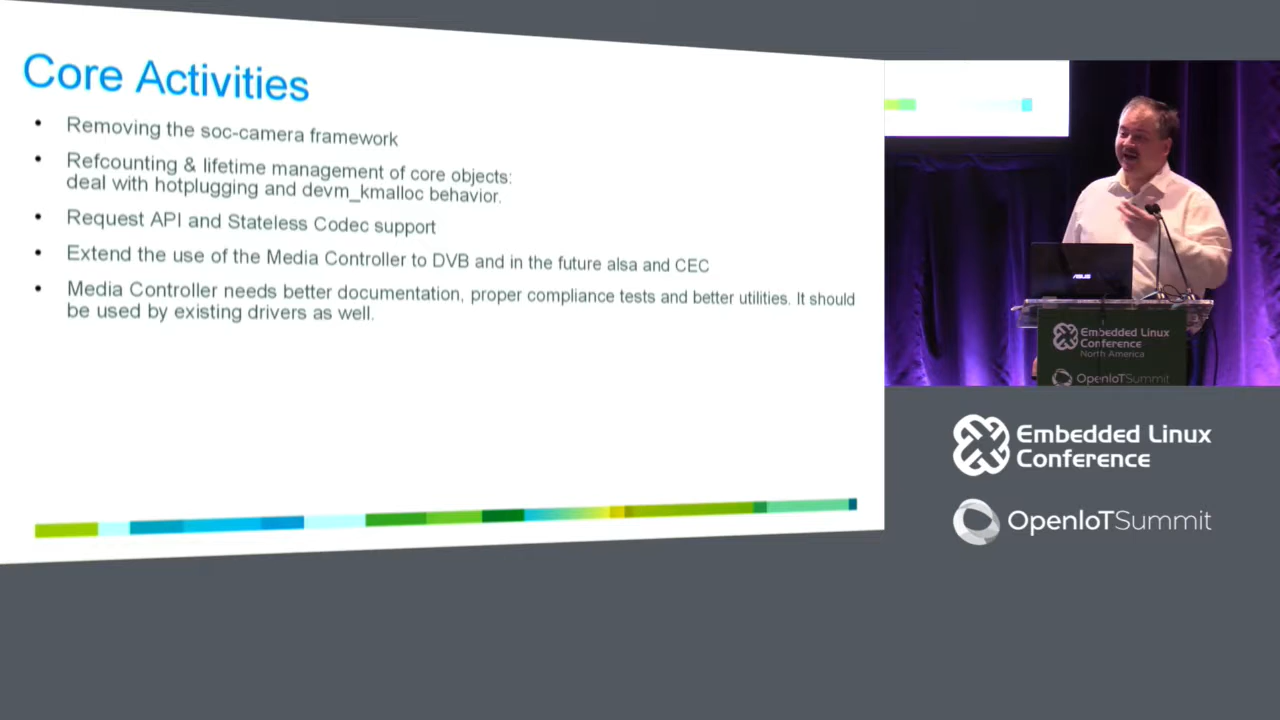 Core Activities
• Removing the soc-camera framework
• Refcounting & lifetime management of core objects:
deal with hotplugging and devm_kmalloc behavior.
• Request API and Stateless Codec support
• Extend the use of the Media Controller to DVB and in the future alsa and CEC
• Media Controller needs better documentation, proper compliance tests and better utilities. It should
be used by existing drivers as well.
ASUS
Embedded Linux
Conference
North America
OpenIoTSummit
Embedded Linux
Conference
OpenIoTSummit